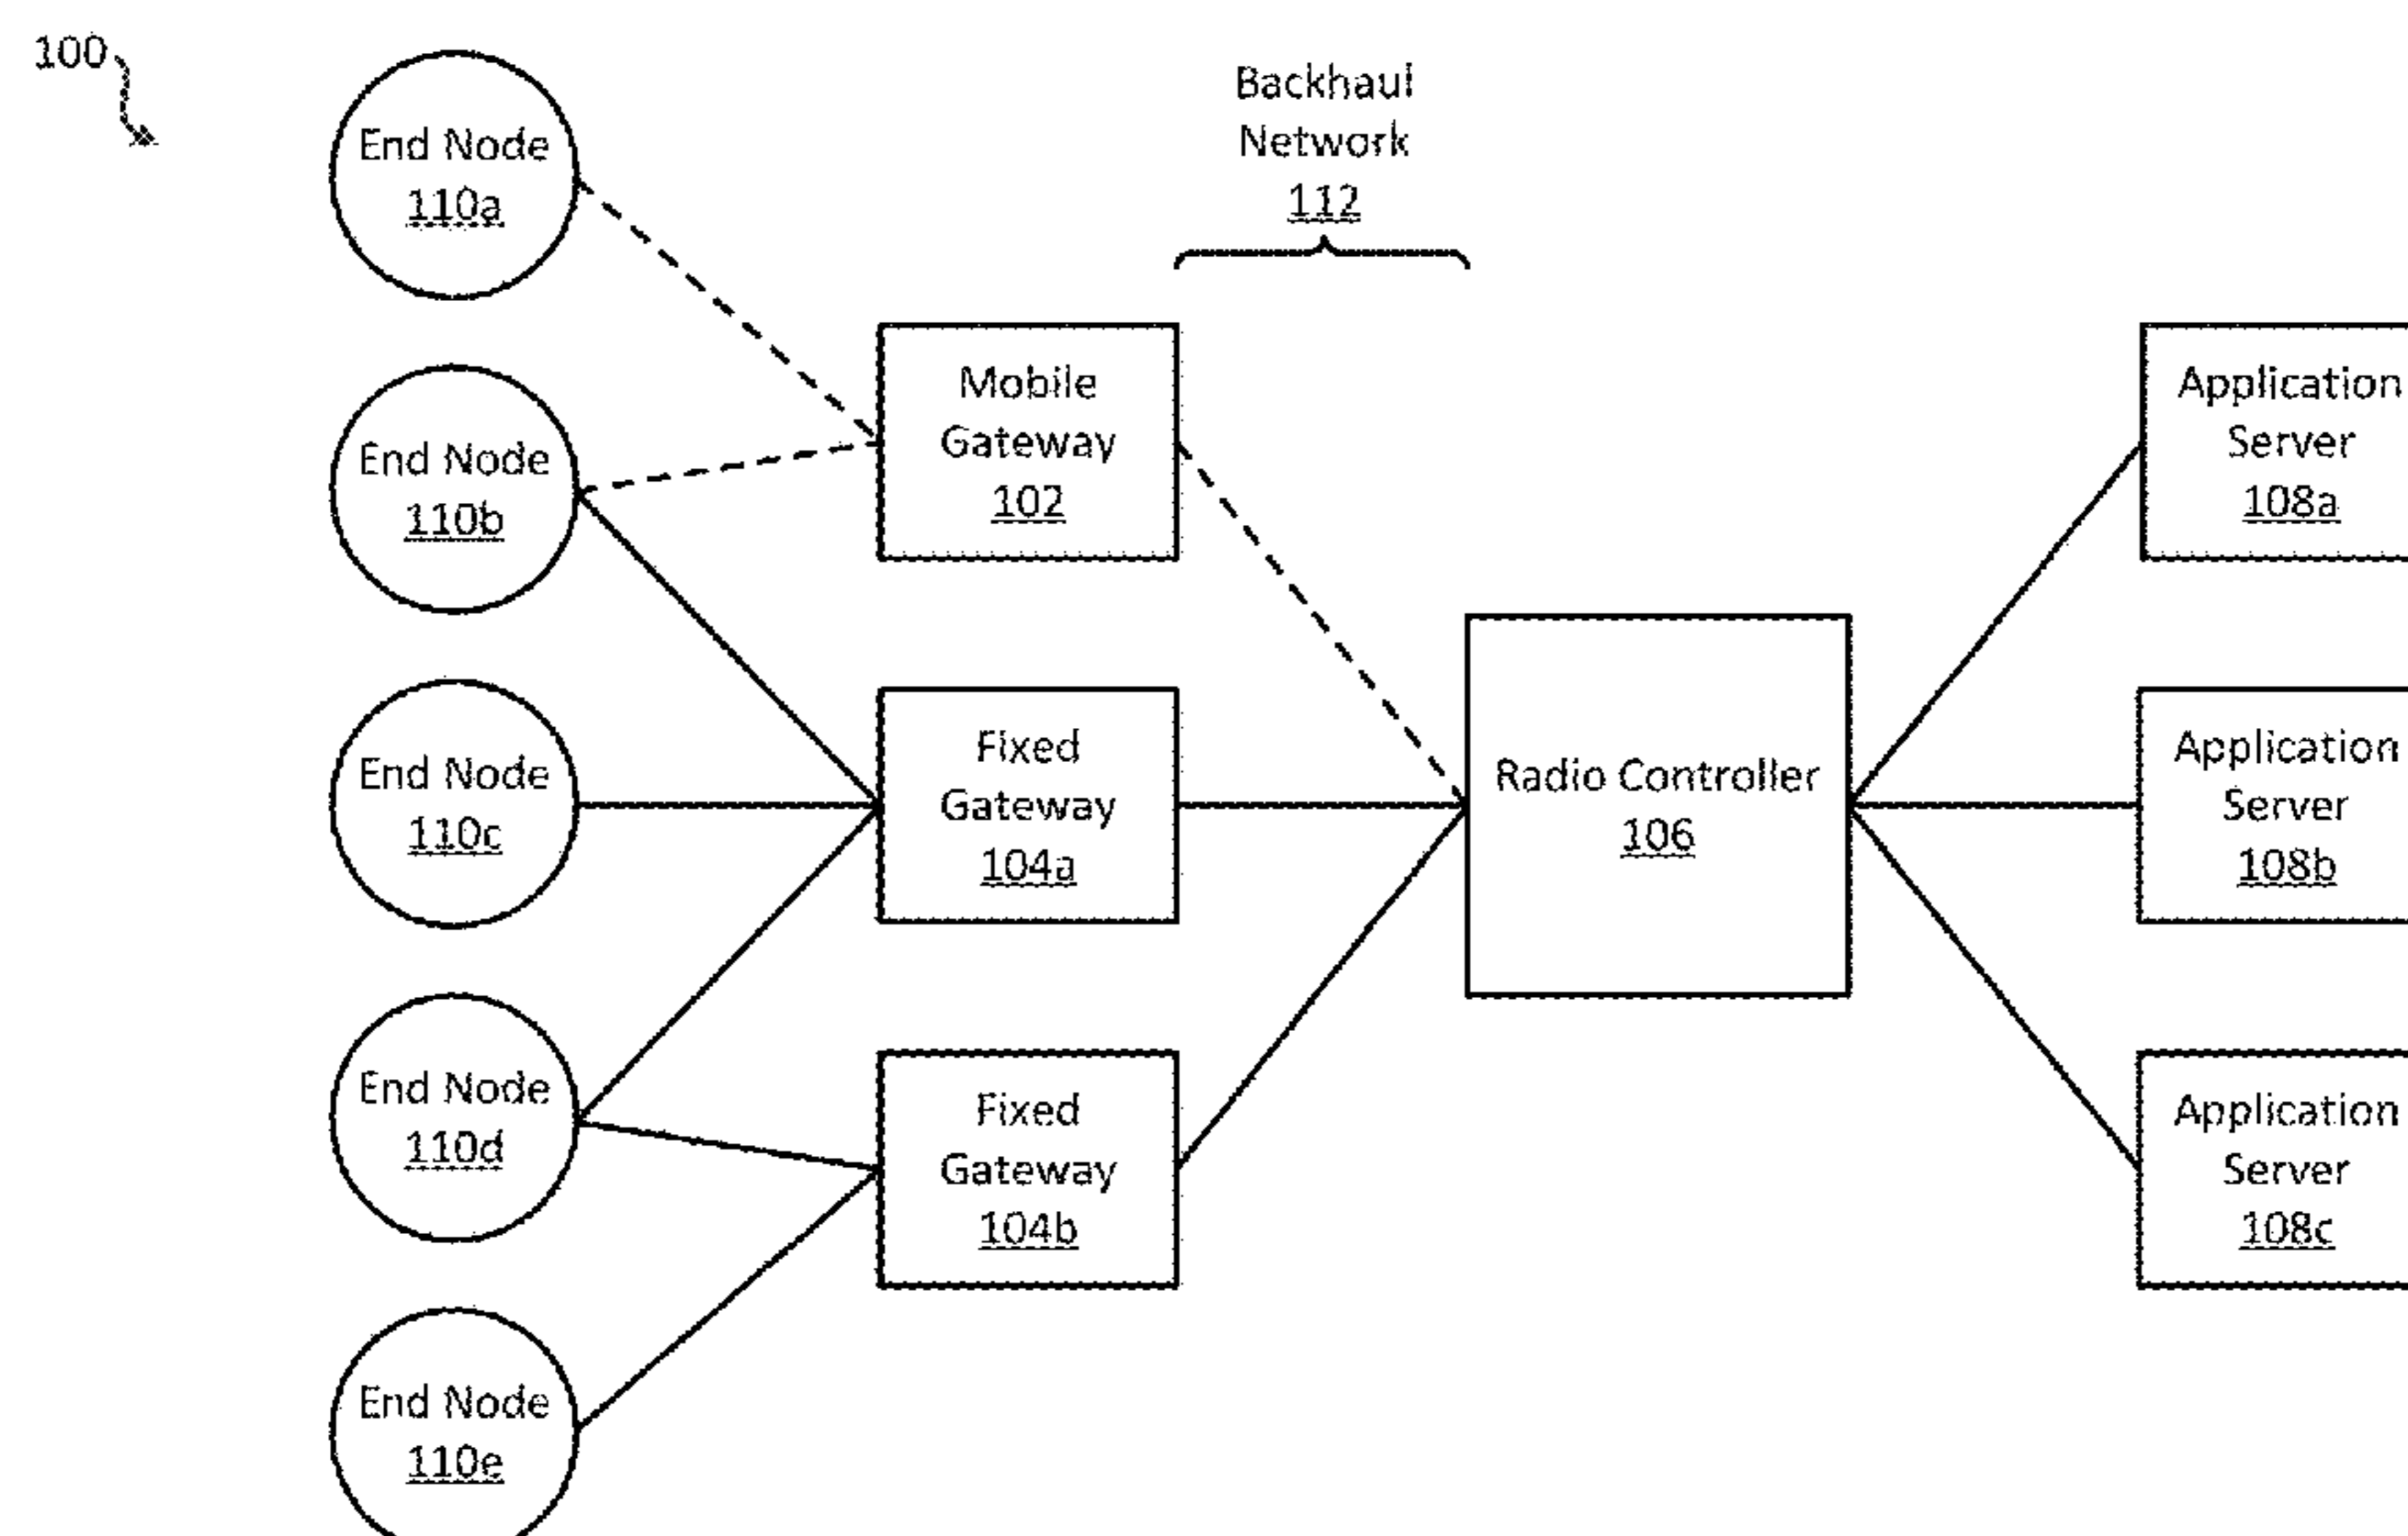 100
End Node
110a
End Node
110b
End Node
110c
End Node
110d
End Node
110e
Backhaul
Network
112
Mobile
Gateway
102
Fixed
Gateway
104a
Fixed
Gateway
104b
Radio Controller
106
Application
Server
108a
Application
Server
108b
Application
Server
108c